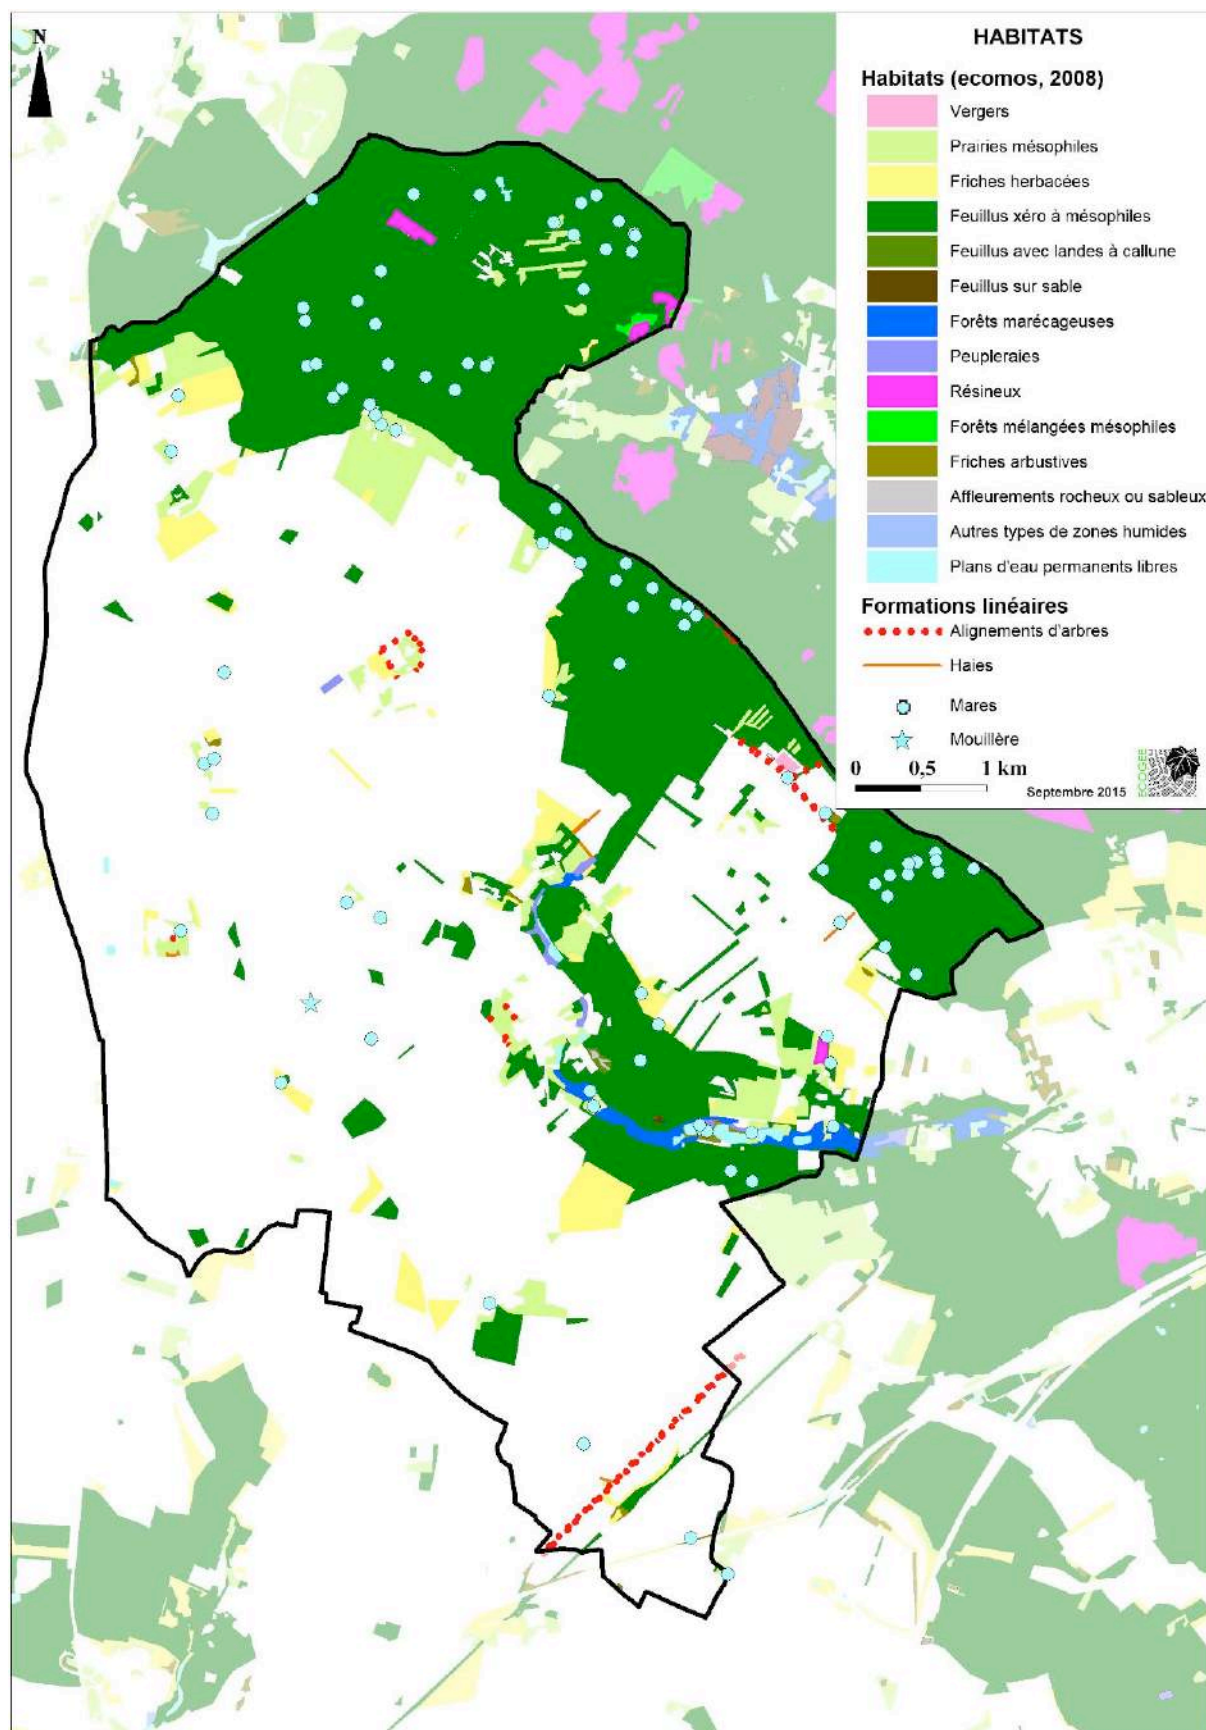 N
HABITATS
Habitats (ecomos, 2008)
Vergers
Prairies mésophiles
Friches herbacées
Feuillus xéro à mésophiles
Feuillus avec landes à callune
Feuillus sur sable
Forêts marécageuses
Peupleraies
Résineux
Forêts mélangées mésophiles
Friches arbustives
Affleurements rocheux ou sableux
Autres types de zones humides
Plans d'eau permanents libres
Formations linéaires
Alignements d'arbres
Haies
Mares
Mouillère
0 0,5 1 km
Septembre 2015
ECOGEE